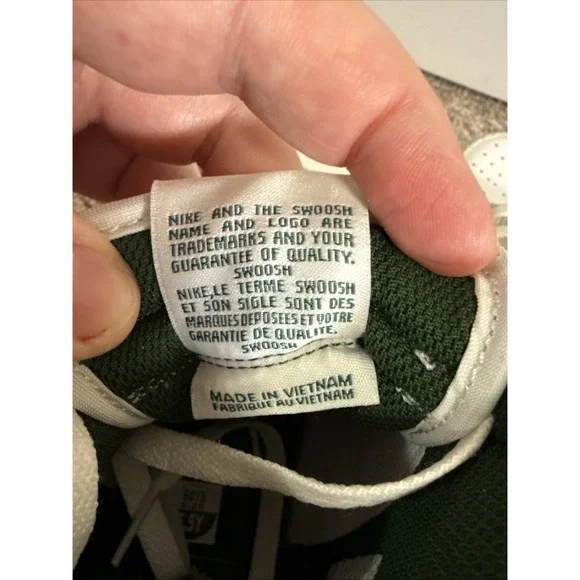 NIKE AND THE SWOOSH
NAME AND LOGO ARE
TRADEMARKS AND YOUR
GUARANTEE OF QUALITY.
SWOOSH
NIKE,LE TERME SWOOSH
ET SON SIGLE SONT DES
MARQUES DEPOSEES ET VOTRE
GARANTIE DE QUALITE.
SWOOSH
MADE IN VIETNAM
FABRIQUE AU VIETNAM